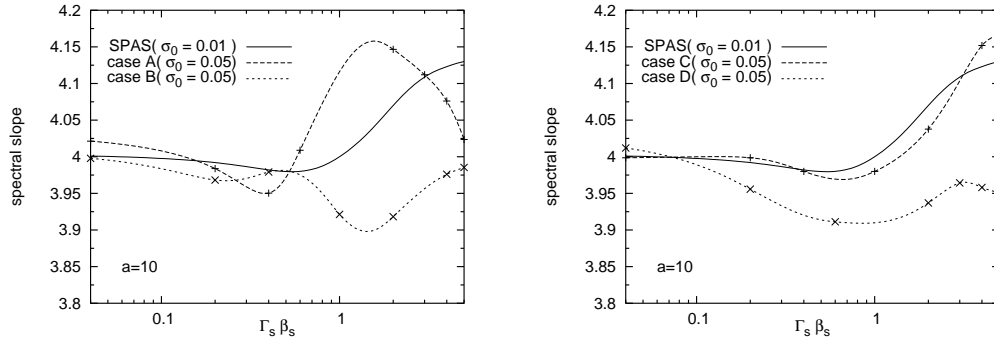 4.2
4.15
4.1
4.05
4
3.95
3.9
3.85
3.8
spectral slope
SPAS( σ0 = 0.01 )
case A( σ0 = 0.05)
case B( σ0 = 0.05)
a=10
0.1
1
Γs βs
4.2
4.15
4.1
4.05
4
3.95
3.9
3.85
3.8
spectral slope
SPAS( σ0 = 0.01 )
case C( σ0 = 0.05)
case D( σ0 = 0.05)
a=10
0.1
1
Γs βs